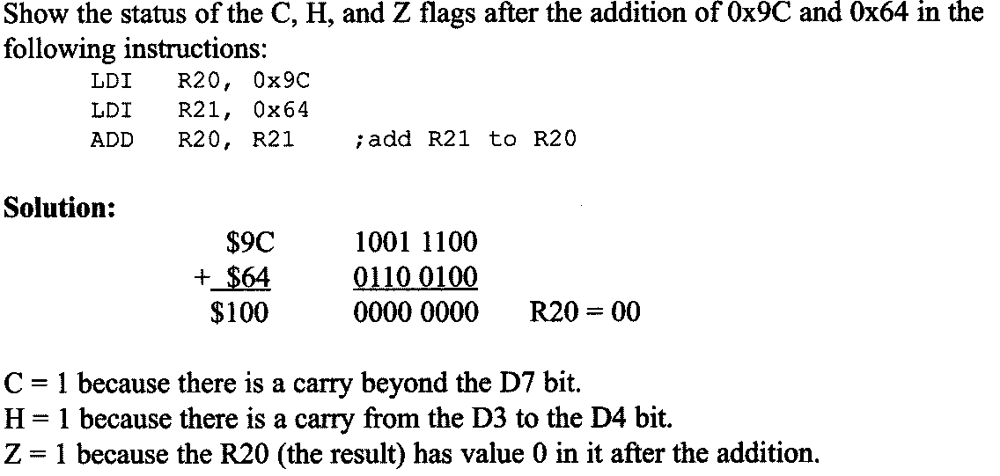 Show the status of the C, H, and Z flags after the addition of 0x9C and 0x64 in the
following instructions:
LDI R20, 0x9C
LDI R21, 0x64
ADD R20, R21 ;add R21 to R20
Solution:
$9C 1001 1100
+ $64 0110 0100
$100 0000 0000 R20 = 00
C = 1 because there is a carry beyond the D7 bit.
H = 1 because there is a carry from the D3 to the D4 bit.
Z = 1 because the R20 (the result) has value 0 in it after the addition.